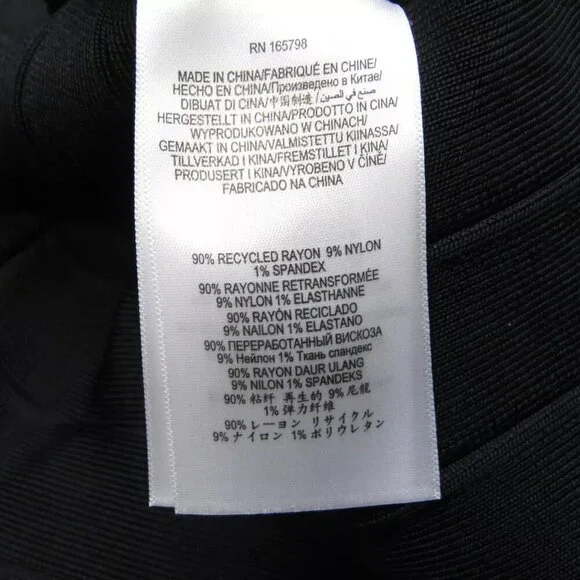 RN 165798
MADE IN CHINA/FABRIQUÉ EN CHINE/
HECHO EN CHINA/Произведено в Китае/
DIBUAT DI CINA/中国制造/صنع في الصين/
HERGESTELLT IN CHINA/PRODOTTO IN CINA/
WYPRODUKOWANO W CHINACH/
GEMAAKT IN CHINA/VALMISTETTU KIINASSA/
TILLVERKAD I KINA/FREMSTILLET I KINA/
PRODUSERT I KINA/VYROBENO V ČÍNĚ/
FABRICADO NA CHINA
90% RECYCLED RAYON 9% NYLON
1% SPANDEX
90% RAYONNE RETRANSFORMÉE
9% NYLON 1% ELASTHANNE
90% RAYÓN RECICLADO
9% NAILON 1% ELASTANO
90% ПЕРЕРАБОТАННЫЙ ВИСКОЗА
9% Нейлон 1% Ткань спандекс
90% RAYON DAUR ULANG
9% NILON 1% SPANDEKS
90% 粘纤 再生的 9% 尼龍
1% 弹力纤维
90% レーヨン リサイクル
9% ナイロン 1% ポリウレタン